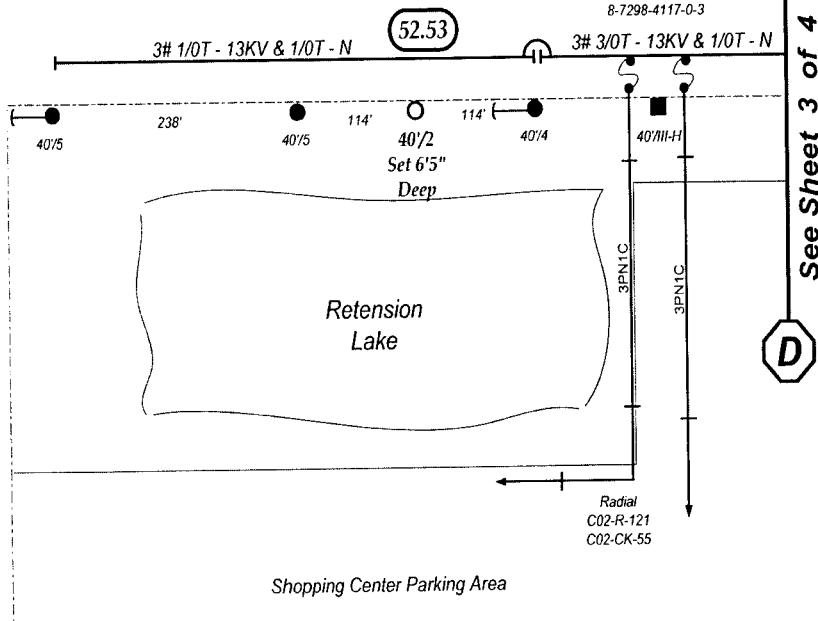 8-7298-4117-0-3
52.53
3# 1/0T - 13KV & 1/0T - N
3# 3/0T - 13KV & 1/0T - N
See Sheet 3 of 4
40'/5
238'
40'/5
114'
40'/2
Set 6'5"
Deep
114'
40'/4
40'/III-H
3PN1C
3PN1C
Retension
Lake
D
Radial
C02-R-121
C02-CK-55
Shopping Center Parking Area